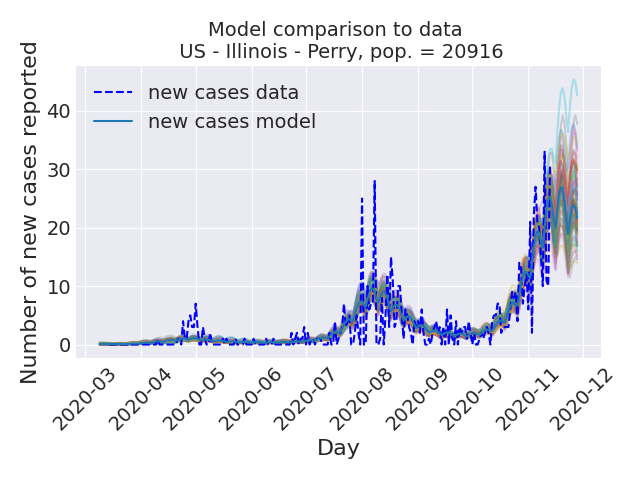 Model comparison to data
US - Illinois - Perry, pop. = 20916
Number of new cases reported
new cases data
new cases model
40
30
20
10
0
2020-03
2020-04
2020-05
2020-06
2020-07
2020-08
2020-09
2020-10
2020-11
2020-12
Day